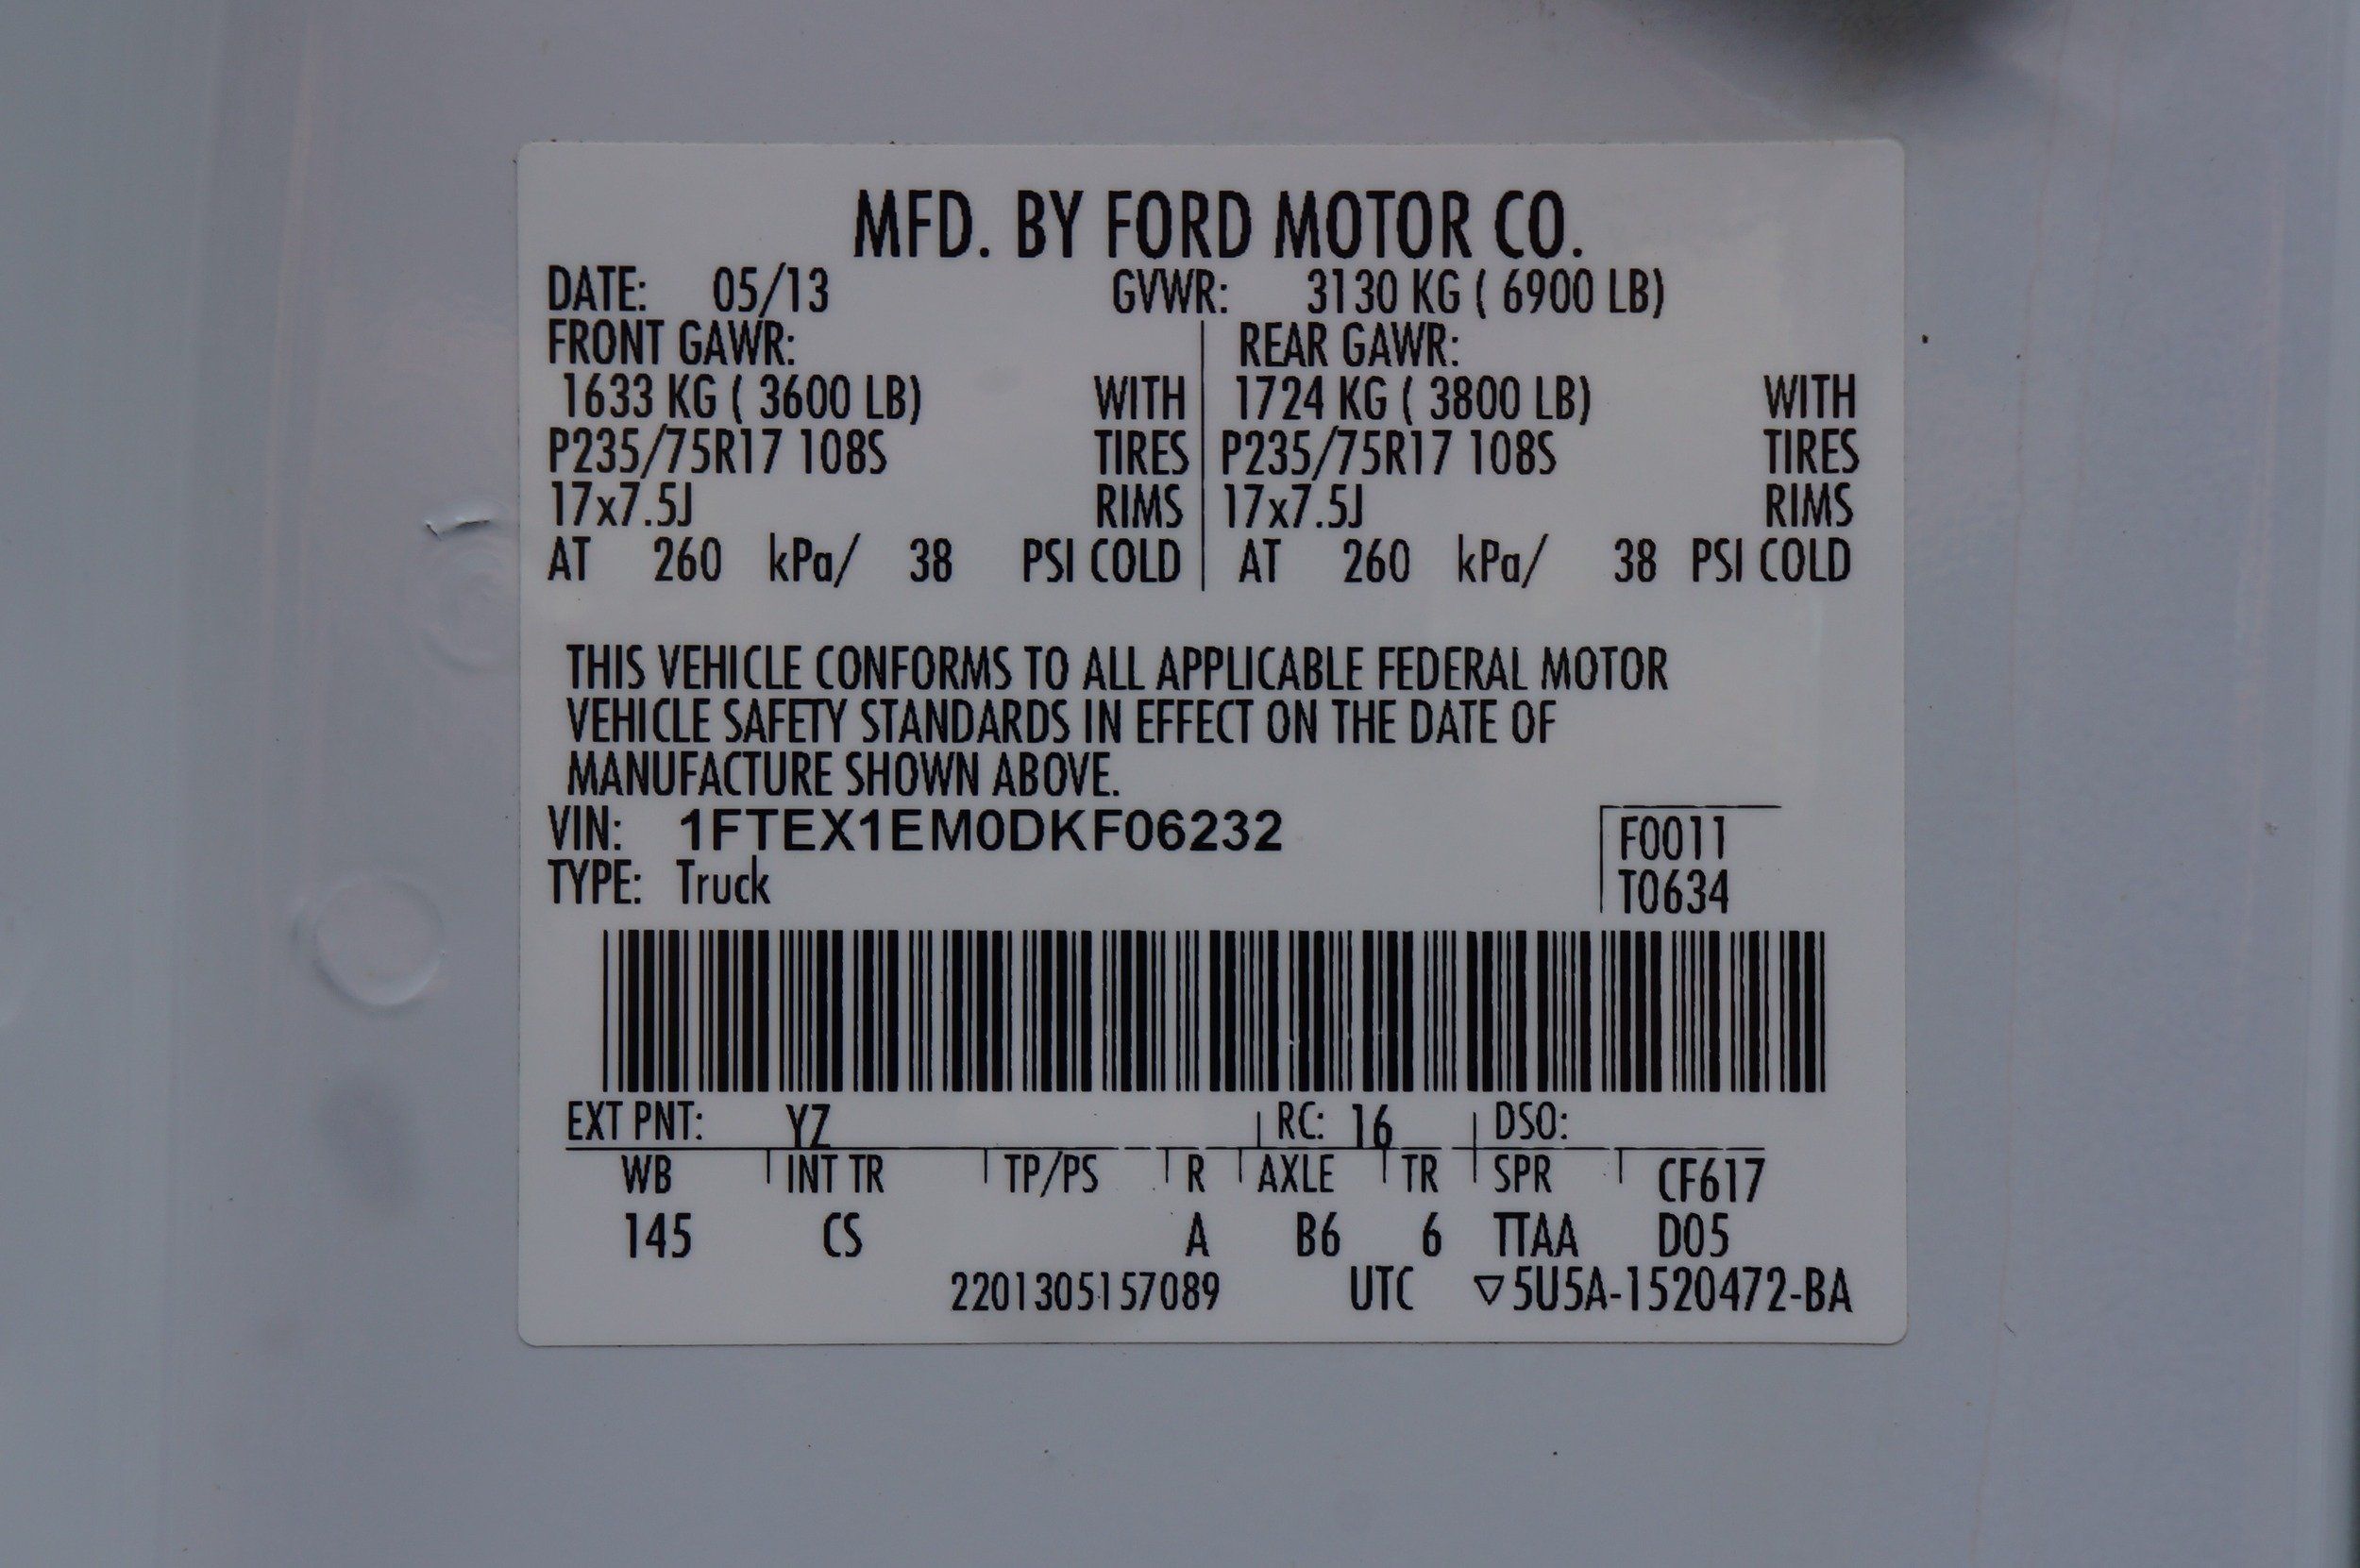 MFD. BY FORD MOTOR CO.
DATE: 05/13 GVWR: 3130 KG ( 6900 LB)
FRONT GAWR: REAR GAWR:
1633 KG ( 3600 LB) WITH 1724 KG ( 3800 LB) WITH
P235/75R17 108S TIRES P235/75R17 108S TIRES
17x7.5J RIMS 17x7.5J RIMS
AT 260 kPa/ 38 PSI COLD AT 260 kPa/ 38 PSI COLD
THIS VEHICLE CONFORMS TO ALL APPLICABLE FEDERAL MOTOR
VEHICLE SAFETY STANDARDS IN EFFECT ON THE DATE OF
MANUFACTURE SHOWN ABOVE.
VIN: 1FTEX1EM0DKF06232 F0011
TYPE: Truck T0634
EXT PNT: YZ RC: 16 DSO:
WB INT TR TP/PS R AXLE TR SPR CF617
145 CS A B6 6 TTAA D05
2201305157089 UTC ▽5U5A-1520472-BA